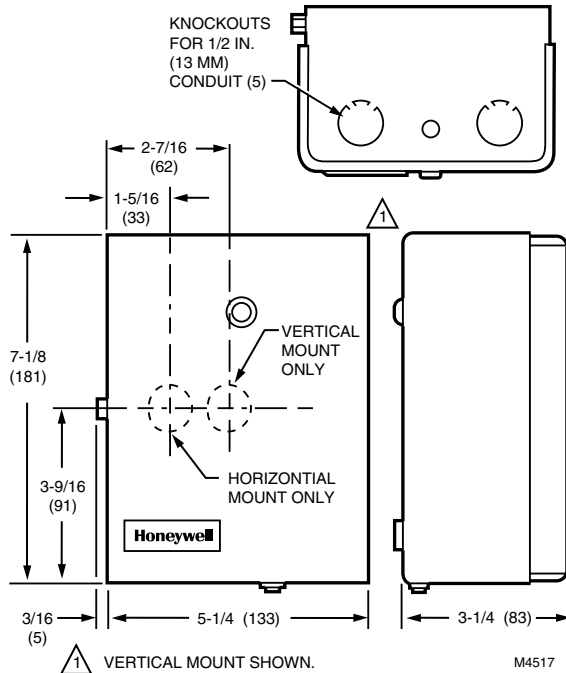 KNOCKOUTS
FOR 1/2 IN.
(13 MM)
CONDUIT (5)
2-7/16
(62)
1-5/16
(33)
1
VERTICAL
MOUNT
ONLY
7-1/8
(181)
HORIZONTIAL
MOUNT ONLY
3-9/16
(91)
Honeywell
3/16
(5)
5-1/4 (133)
3-1/4 (83)
1 VERTICAL MOUNT SHOWN.
M4517